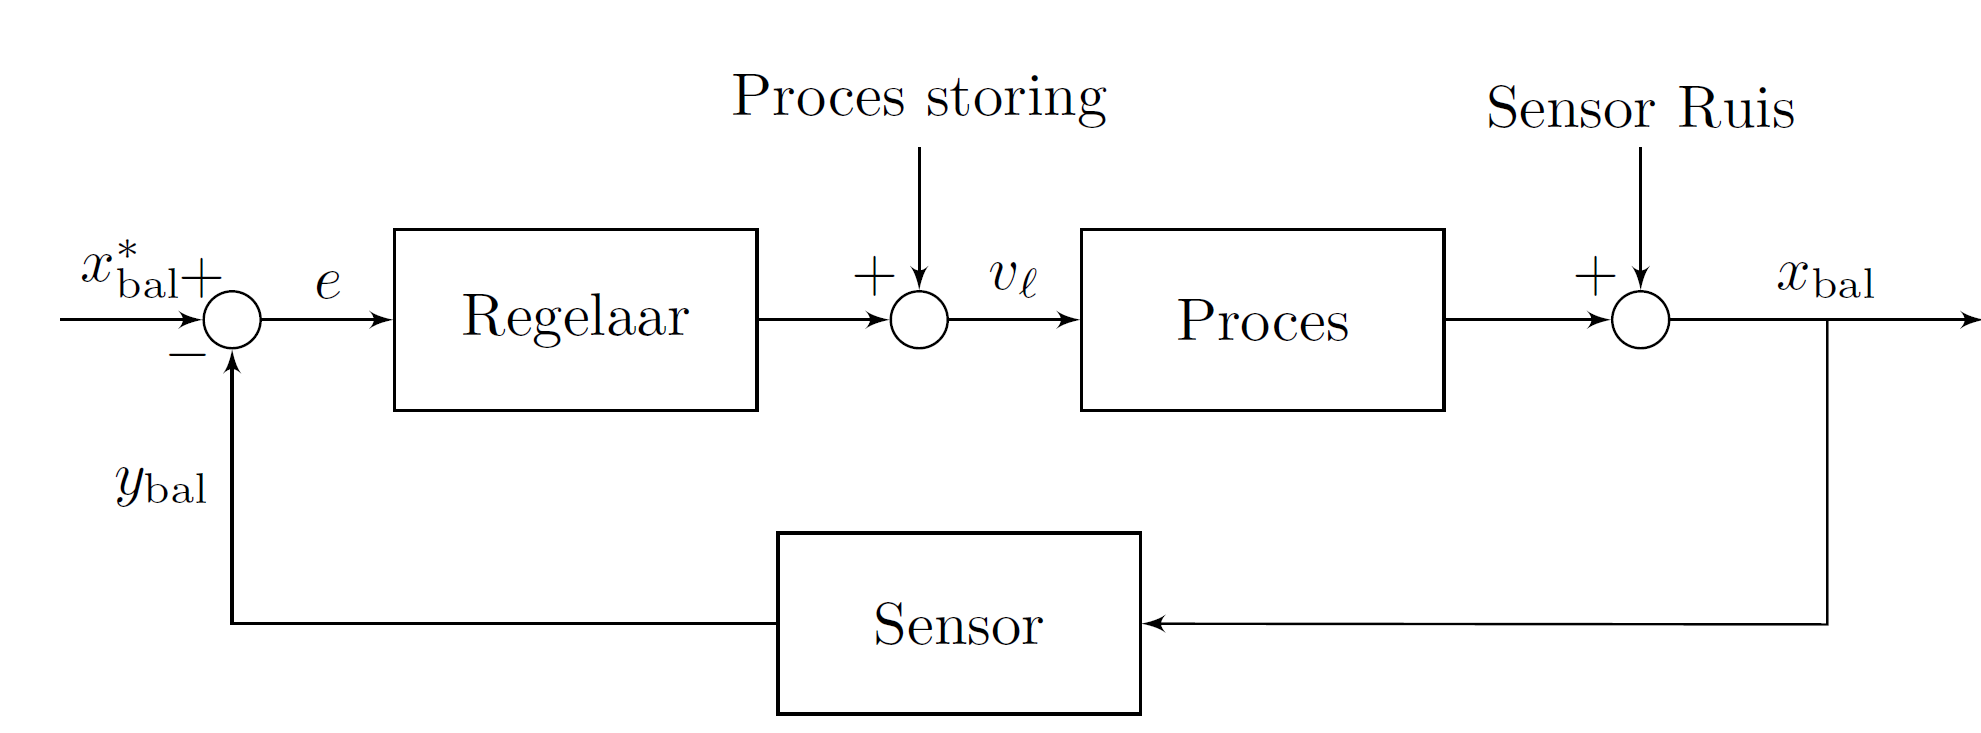 Proces storing
Sensor Ruis
x*bal + e Regelaar + vℓ Proces + xbal
−
ybal
Sensor